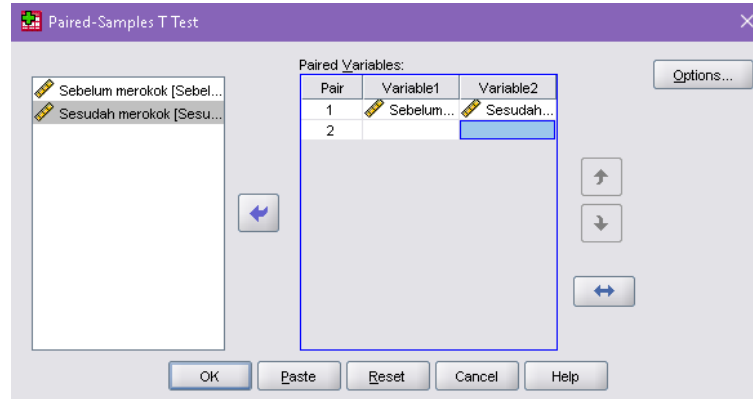 Paired-Samples T Test
Paired Variables:
Options...
Sebelum merokok [Sebel...
Sesudah merokok [Sesu...
Pair Variable1 Variable2
1 Sebelum... Sesudah...
2
OK Paste Reset Cancel Help